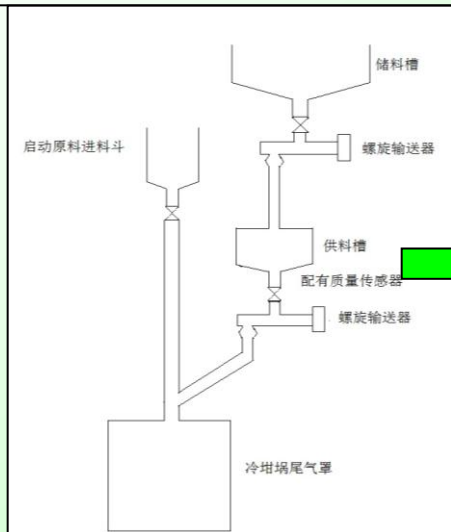 储料槽
启动原料进料斗
螺旋输送器
供料槽
配有质量传感器
螺旋输送器
冷坩埚尾气罩